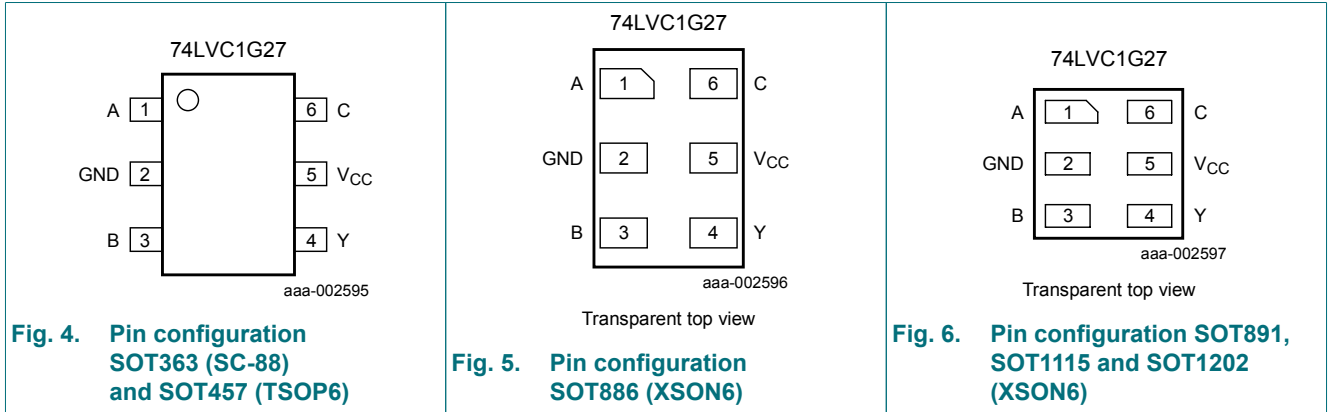 74LVC1G27
A 1 6 C
GND 2 5 VCC
B 3 4 Y
aaa-002595
Fig. 4. Pin configuration
SOT363 (SC-88)
and SOT457 (TSOP6)
74LVC1G27
A 1 6 C
GND 2 5 VCC
B 3 4 Y
aaa-002596
Transparent top view
Fig. 5. Pin configuration
SOT886 (XSON6)
74LVC1G27
A 1 6 C
GND 2 5 VCC
B 3 4 Y
aaa-002597
Transparent top view
Fig. 6. Pin configuration SOT891,
SOT1115 and SOT1202
(XSON6)